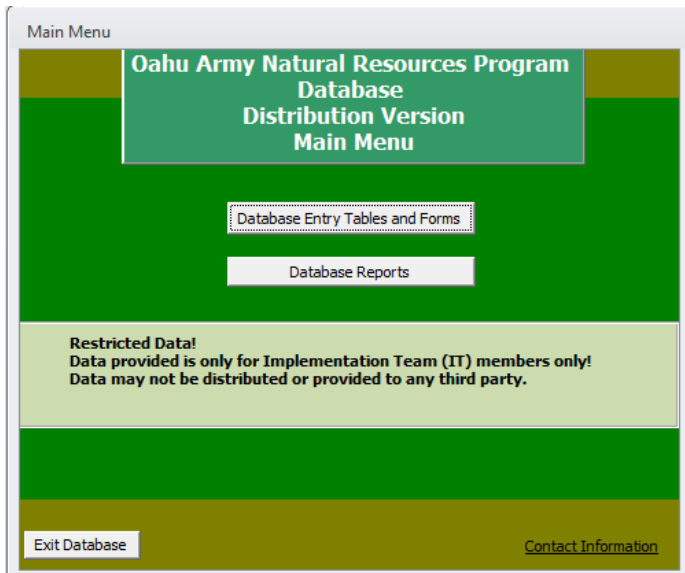 Main Menu
Oahu Army Natural Resources Program
Database
Distribution Version
Main Menu
Database Entry Tables and Forms
Database Reports
Restricted Data!
Data provided is only for Implementation Team (IT) members only!
Data may not be distributed or provided to any third party.
Exit Database
Contact Information